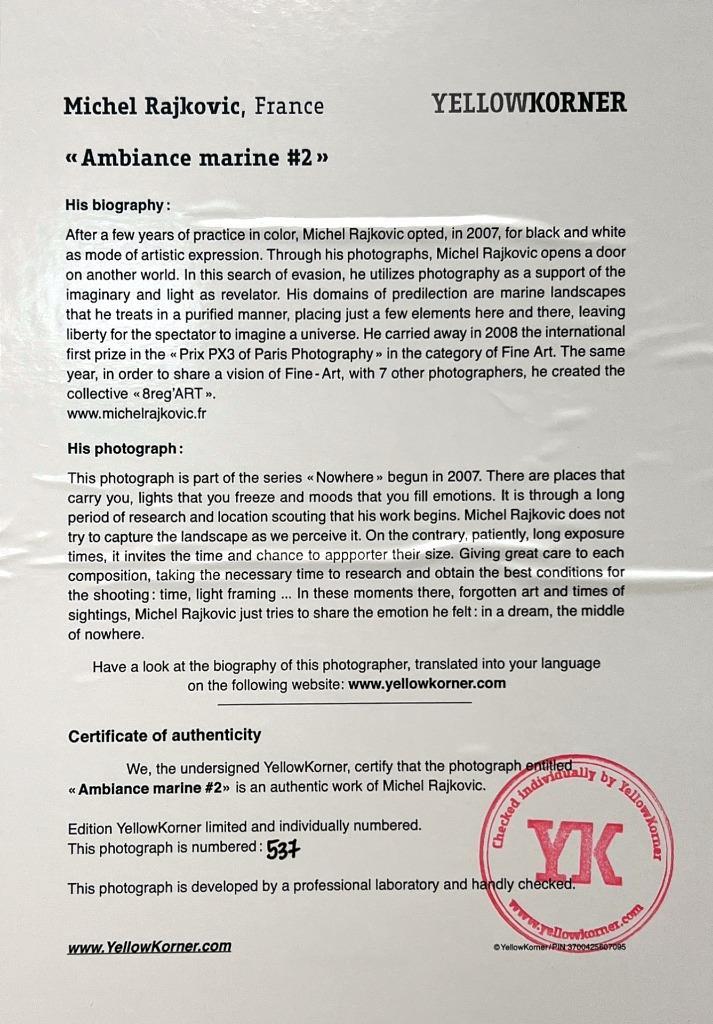 Michel Rajkovic, France
YELLOWKORNER
« Ambiance marine #2 »
His biography :
After a few years of practice in color, Michel Rajkovic opted, in 2007, for black and white
as mode of artistic expression. Through his photographs, Michel Rajkovic opens a door
on another world. In this search of evasion, he utilizes photography as a support of the
imaginary and light as revelator. His domains of predilection are marine landscapes
that he treats in a purified manner, placing just a few elements here and there, leaving
liberty for the spectator to imagine a universe. He carried away in 2008 the international
first prize in the « Prix PX3 of Paris Photography » in the category of Fine Art. The same
year, in order to share a vision of Fine - Art, with 7 other photographers, he created the
collective « 8reg'ART ».
www.michelrajkovic.fr
His photograph :
This photograph is part of the series « Nowhere » begun in 2007. There are places that
carry you, lights that you freeze and moods that you fill emotions. It is through a long
period of research and location scouting that his work begins. Michel Rajkovic does not
try to capture the landscape as we perceive it. On the contrary, patiently, long exposure
times, it invites the time and chance to appporter their size. Giving great care to each
composition, taking the necessary time to research and obtain the best conditions for
the shooting : time, light framing ... In these moments there, forgotten art and times of
sightings, Michel Rajkovic just tries to share the emotion he felt : in a dream, the middle
of nowhere.
Have a look at the biography of this photographer, translated into your language
on the following website: www.yellowkorner.com
Certificate of authenticity
We, the undersigned YellowKorner, certify that the photograph entitled
« Ambiance marine #2» is an authentic work of Michel Rajkovic.
Edition YellowKorner limited and individually numbered.
This photograph is numbered : 537
This photograph is developed by a professional laboratory and handly checked.
Checked individually by YellowKorner
YK
www.yellowkorner.com
www.YellowKorner.com
© YellowKorner/PIN 3700425607095